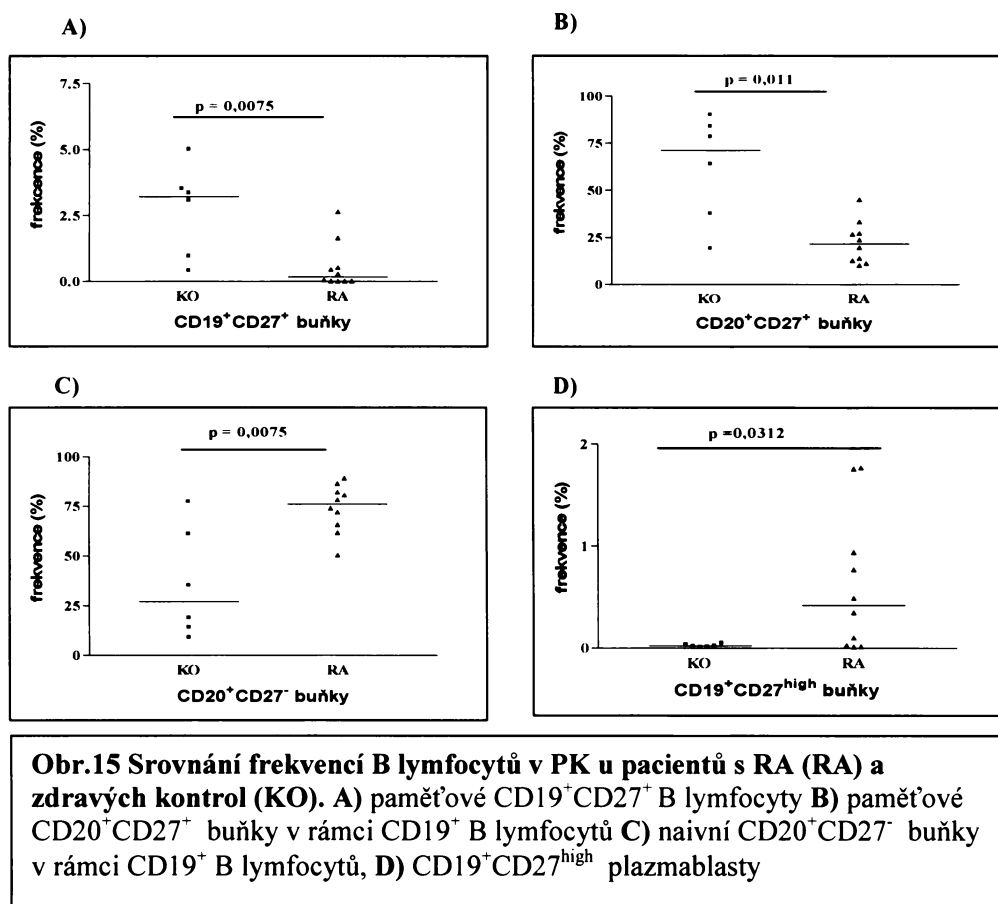 A)
B)
7.5
5.0
2.5
0.0
frekcence (%)
p = 0,0075
KO
RA
CD19⁺CD27⁺ buňky
100
75
50
25
0
frekvence (%)
p = 0,011
KO
RA
CD20⁺CD27⁺ buňky
C)
D)
100
75
50
25
0
frekvence (%)
p = 0,0075
KO
RA
CD20⁺CD27⁻ buňky
2
1
0
frekvence (%)
p =0,0312
KO
RA
CD19⁺CD27ʰⁱᵍʰ buňky
Obr.15 Srovnání frekvencí B lymfocytů v PK u pacientů s RA (RA) a
zdravých kontrol (KO). A) paměťové CD19⁺CD27⁺ B lymfocyty B) paměťové
CD20⁺CD27⁺ buňky v rámci CD19⁺ B lymfocytů C) naivní CD20⁺CD27⁻ buňky
v rámci CD19⁺ B lymfocytů, D) CD19⁺CD27ʰⁱᵍʰ plazmablasty